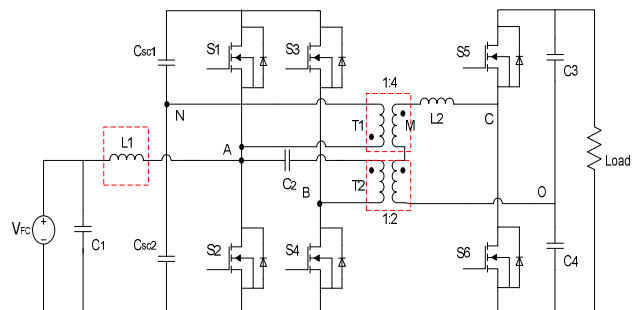 S1 S3 S5
Csc1 C3
1:4
N T1 M L2 C
L1 A
C2 T2 Load
B O
VFC C1 1:2
Csc2 S2 S4 S6 C4